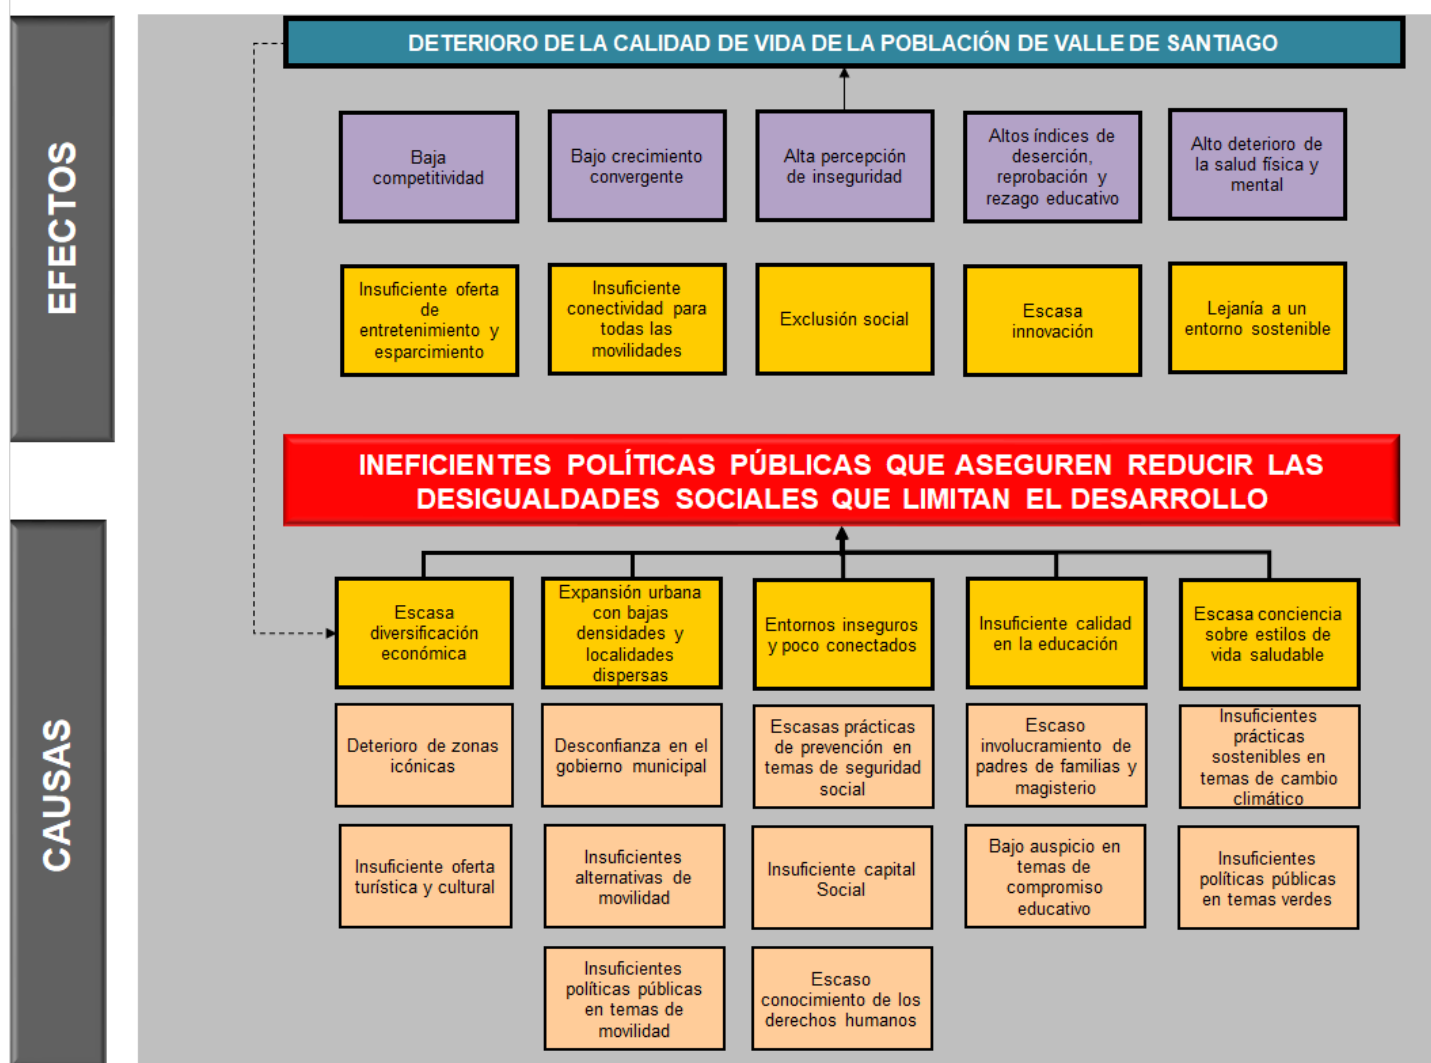 EFECTOS
DETERIORO DE LA CALIDAD DE VIDA DE LA POBLACIÓN DE VALLE DE SANTIAGO
Baja
competitividad
Bajo crecimiento
convergente
Alta percepción
de inseguridad
Altos índices de
deserción,
reprobación y
rezago educativo
Alto deterioro de
la salud física y
mental
Insuficiente oferta
de
entretenimiento y
esparcimiento
Insuficiente
conectividad para
todas las
movilidades
Exclusión social
Escasa
innovación
Lejanía a un
entorno sostenible
INEFICIENTES POLÍTICAS PÚBLICAS QUE ASEGUREN REDUCIR LAS
DESIGUALDADES SOCIALES QUE LIMITAN EL DESARROLLO
CAUSAS
Escasa
diversificación
económica
Expansión urbana
con bajas
densidades y
localidades
dispersas
Entornos inseguros
y poco conectados
Insuficiente calidad
en la educación
Escasa conciencia
sobre estilos de
vida saludable
Deterioro de zonas
icónicas
Desconfianza en el
gobierno municipal
Escasas prácticas
de prevención en
temas de seguridad
social
Escaso
involucramiento de
padres de familias y
magisterio
Insuficientes
prácticas
sostenibles en
temas de cambio
climático
Insuficiente oferta
turística y cultural
Insuficientes
alternativas de
movilidad
Insuficiente capital
Social
Bajo auspicio en
temas de
compromiso
educativo
Insuficientes
políticas públicas
en temas verdes
Insuficientes
políticas públicas
en temas de
movilidad
Escaso
conocimiento de los
derechos humanos